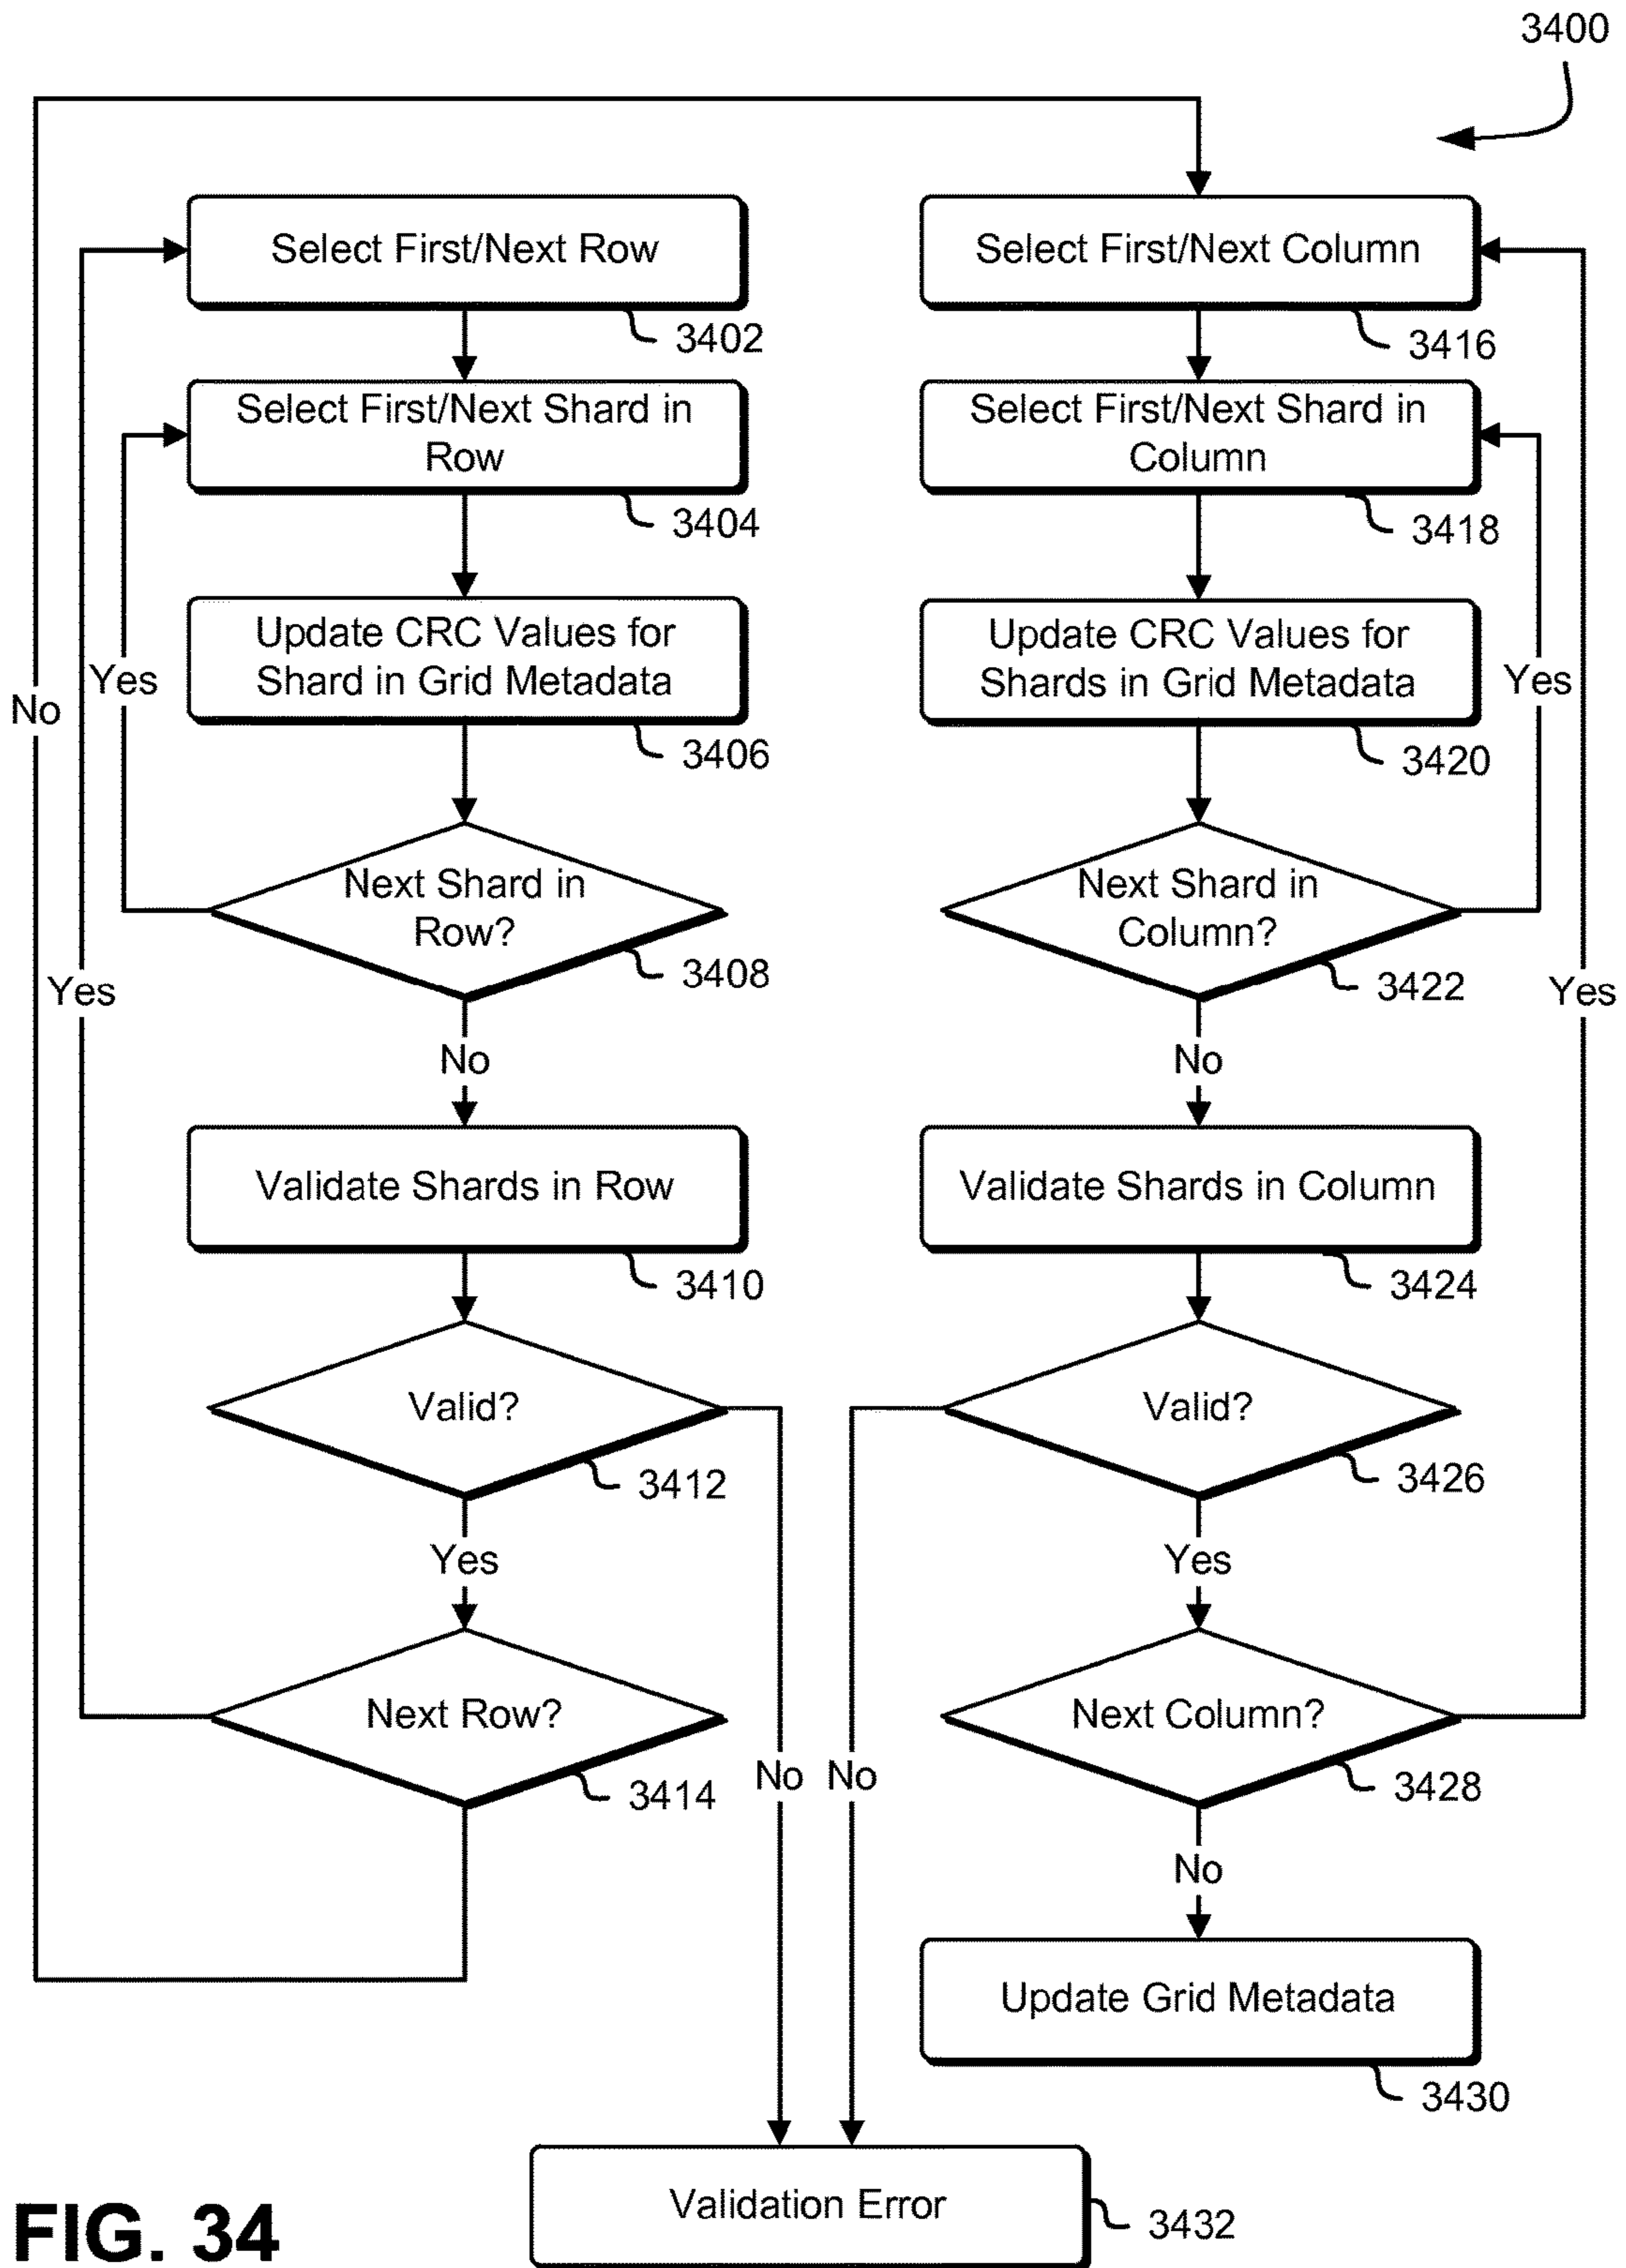 3400
Select First/Next Row
3402
Select First/Next Shard in
Row
3404
Update CRC Values for
Shard in Grid Metadata
3406
Yes
No
Next Shard in
Row?
3408
Yes
No
Validate Shards in Row
3410
Valid?
3412
Yes
Next Row?
3414
No
Select First/Next Column
3416
Select First/Next Shard in
Column
3418
Update CRC Values for
Shards in Grid Metadata
3420
Yes
Next Shard in
Column?
3422
Yes
No
Validate Shards in Column
3424
Valid?
3426
Yes
No
Next Column?
3428
No
Update Grid Metadata
3430
Validation Error
3432
FIG. 34